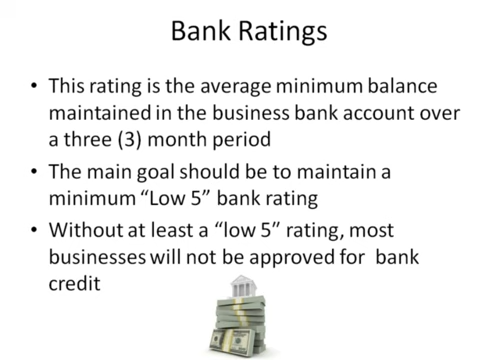 Bank Ratings
• This rating is the average minimum balance
maintained in the business bank account over
a three (3) month period
• The main goal should be to maintain a
minimum “Low 5” bank rating
• Without at least a “low 5” rating, most
businesses will not be approved for  bank
credit